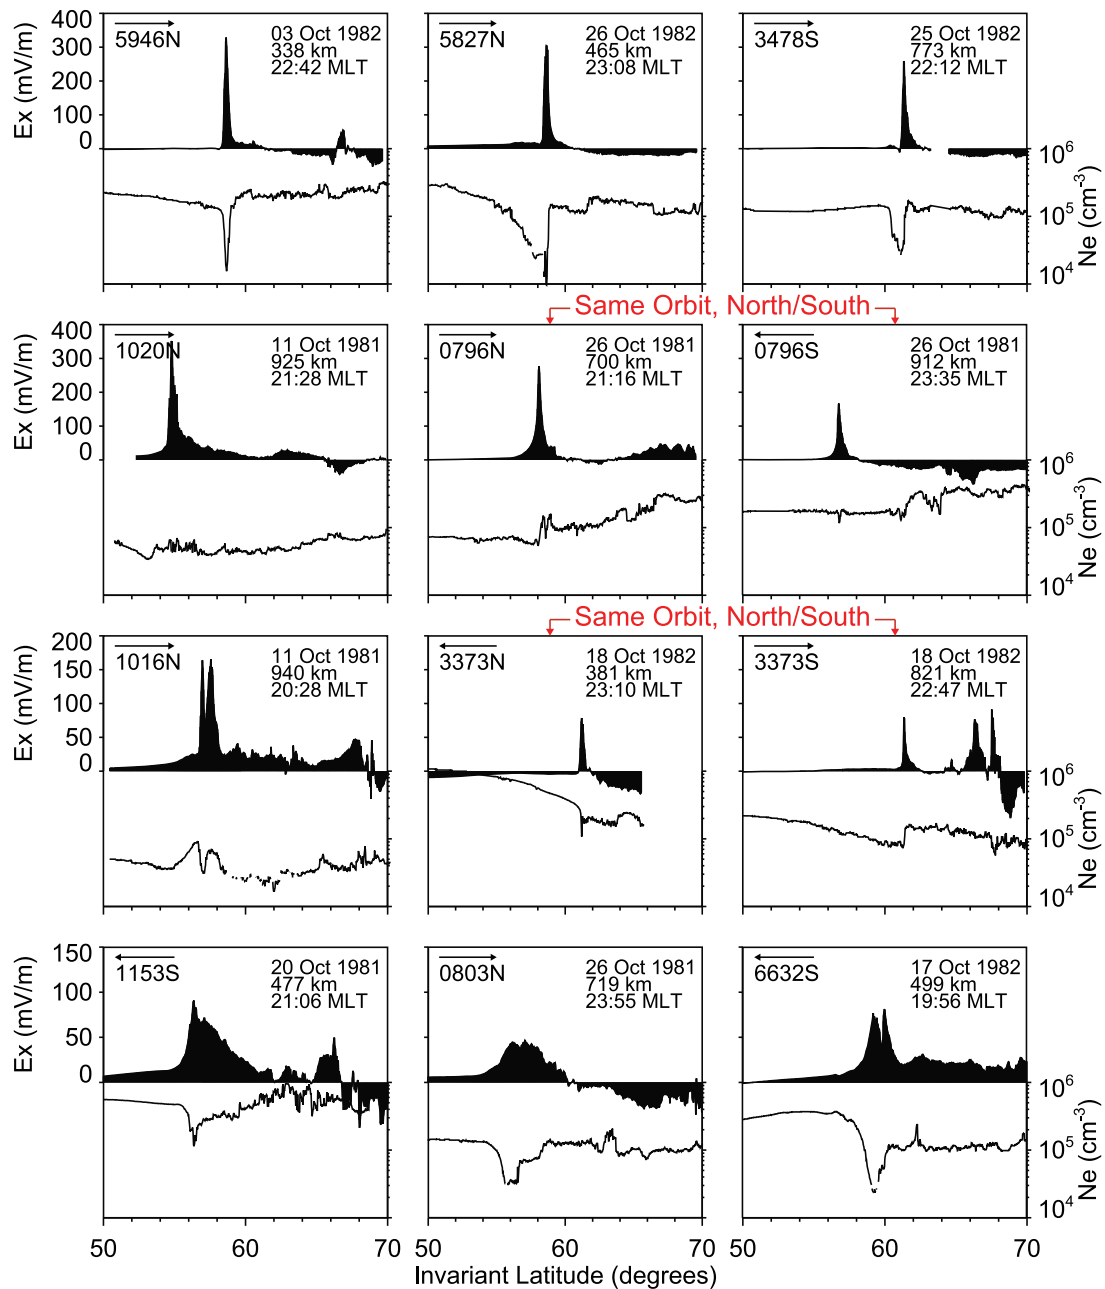 400
300
200
100
0
Ex (mV/m)
5946N
03 Oct 1982
338 km
22:42 MLT
5827N
26 Oct 1982
465 km
23:08 MLT
3478S
25 Oct 1982
773 km
22:12 MLT
10^6
10^5
10^4
Ne (cm^-3)
Same Orbit, North/South
400
300
200
100
0
Ex (mV/m)
1020N
11 Oct 1981
925 km
21:28 MLT
0796N
26 Oct 1981
700 km
21:16 MLT
0796S
26 Oct 1981
912 km
23:35 MLT
10^6
10^5
10^4
Ne (cm^-3)
Same Orbit, North/South
200
150
100
50
0
Ex (mV/m)
1016N
11 Oct 1981
940 km
20:28 MLT
3373N
18 Oct 1982
381 km
23:10 MLT
3373S
18 Oct 1982
821 km
22:47 MLT
10^6
10^5
10^4
Ne (cm^-3)
150
100
50
0
Ex (mV/m)
1153S
20 Oct 1981
477 km
21:06 MLT
0803N
26 Oct 1981
719 km
23:55 MLT
6632S
17 Oct 1982
499 km
19:56 MLT
10^6
10^5
10^4
Ne (cm^-3)
50 60 70 50 60 70 50 60 70
Invariant Latitude (degrees)